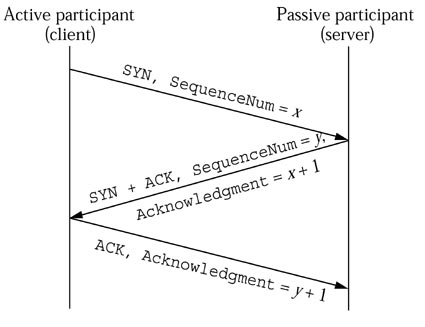 Active participant
(client)
Passive participant
(server)
SYN, SequenceNum = x
SYN + ACK, SequenceNum = y,
Acknowledgment = x + 1
ACK, Acknowledgment = y + 1